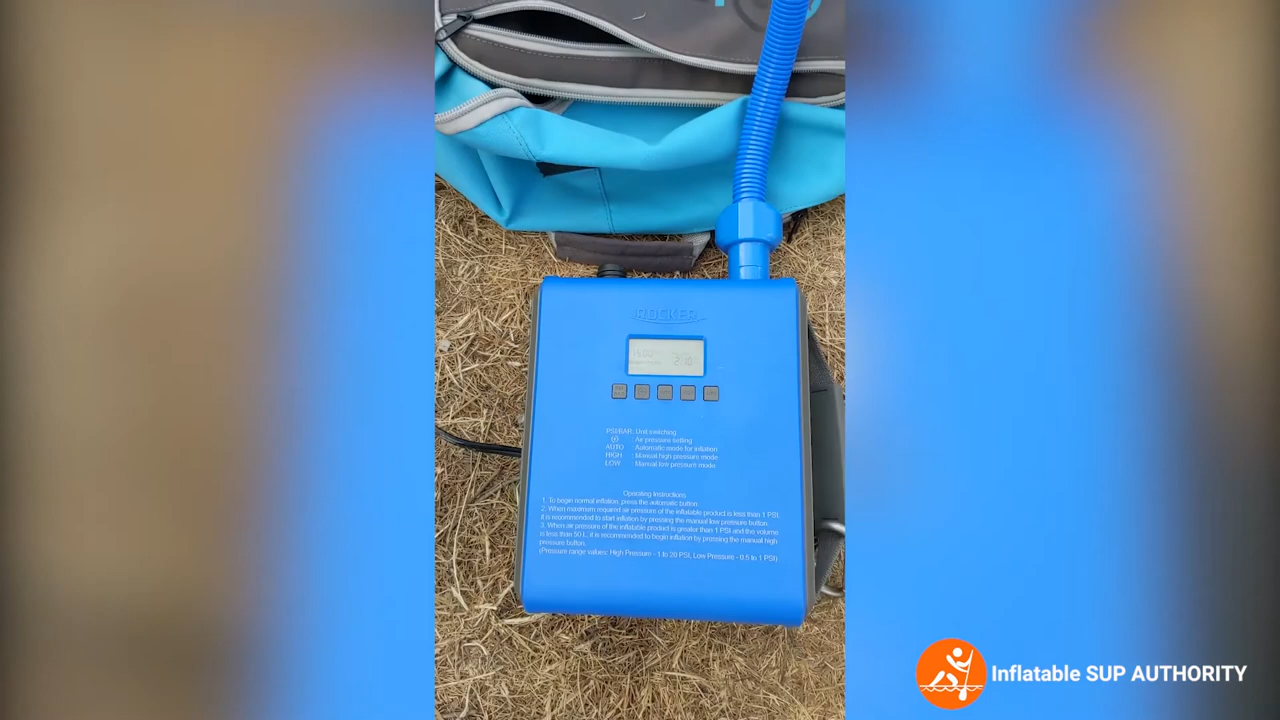 ROCKER
PSI/BAR: Unit switching
: Air pressure setting
AUTO : Automatic mode for inflation
HIGH : Manual high pressure mode
LOW : Manual low pressure mode
Operating Instructions
1. To begin normal inflation, press the automatic button.
2. When maximum required air pressure of the inflatable product is less than 1 PSI,
it is recommended to start inflation by pressing the manual low pressure button.
3. When air pressure of the inflatable product is greater than 1 PSI and the volume
is less than 50 L, it is recommended to begin inflation by pressing the manual high
pressure button.
(Pressure range values: High Pressure - 1 to 20 PSI, Low Pressure - 0.5 to 1 PSI)
Inflatable SUP AUTHORITY